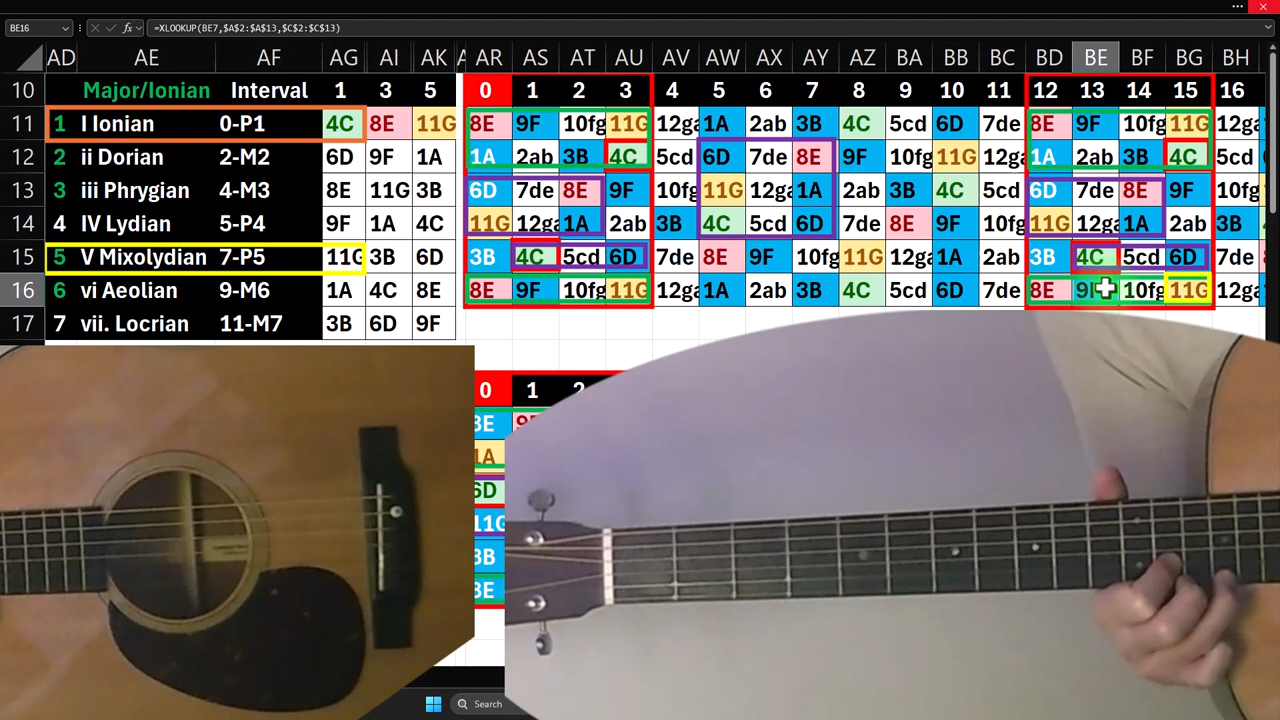 BE16 fx =XLOOKUP(BE7,$A$2:$A$13,$C$2:$C$13)
AD AE AF AG AI AK AR AS AT AU AV AW AX AY AZ BA BB BC BD BE BF BG BH
10 Major/Ionian Interval 1 3 5 0 1 2 3 4 5 6 7 8 9 10 11 12 13 14 15 16
11 1 I Ionian 0-P1 4C 8E 11G 8E 9F 10fg 11G 12ga 1A 2ab 3B 4C 5cd 6D 7de 8E 9F 10fg 11G 12ga
12 2 ii Dorian 2-M2 6D 9F 1A 1A 2ab 3B 4C 5cd 6D 7de 8E 9F 10fg 11G 12ga 1A 2ab 3B 4C 5cd
13 3 iii Phrygian 4-M3 8E 11G 3B 6D 7de 8E 9F 10fg 11G 12ga 1A 2ab 3B 4C 5cd 6D 7de 8E 9F 10fg
14 4 IV Lydian 5-P4 9F 1A 4C 11G 12ga 1A 2ab 3B 4C 5cd 6D 7de 8E 9F 10fg 11G 12ga 1A 2ab 3B
15 5 V Mixolydian 7-P5 11G 3B 6D 3B 4C 5cd 6D 7de 8E 9F 10fg 11G 12ga 1A 2ab 3B 4C 5cd 6D 7de
16 6 vi Aeolian 9-M6 1A 4C 8E 8E 9F 10fg 11G 12ga 1A 2ab 3B 4C 5cd 6D 7de 8E 9F 10fg 11G 12ga
17 7 vii. Locrian 11-M7 3B 6D 9F
0 1 2
11G
Search